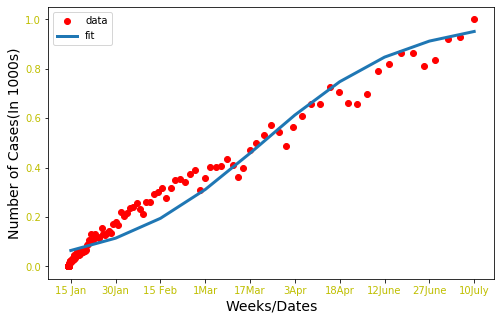 1.0
0.8
0.6
0.4
0.2
0.0
Number of Cases(In 1000s)
data
fit
15 Jan
30Jan
15 Feb
1Mar
17Mar
3Apr
18Apr
12June
27June
10july
Weeks/Dates